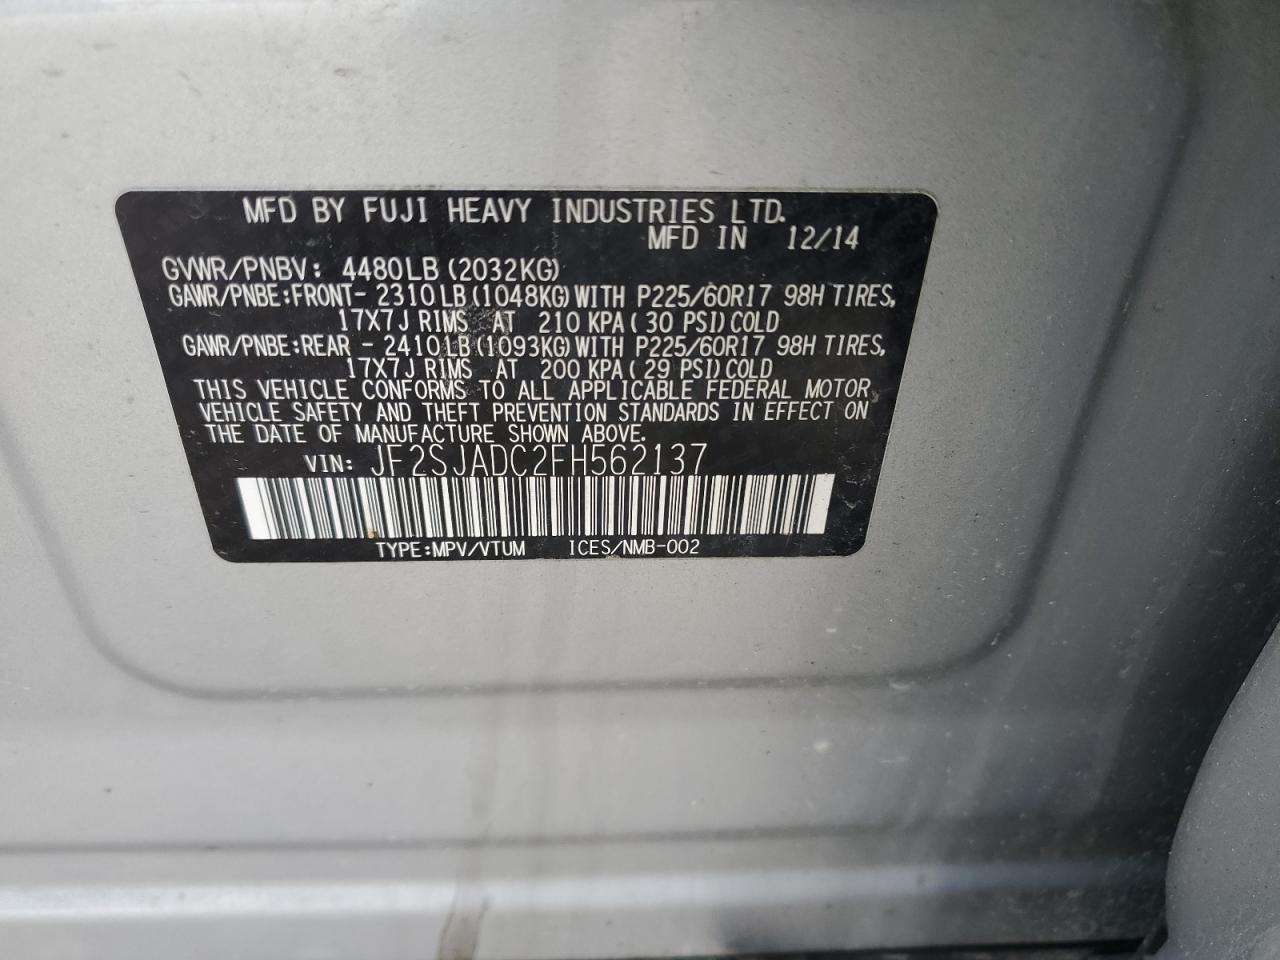 MFD BY FUJI HEAVY INDUSTRIES LTD.
MFD IN 12/14
GVWR/PNBV: 4480LB(2032KG)
GAWR/PNBE:FRONT- 2310LB(1048KG)WITH P225/60R17 98H TIRES,
17X7J RIMS AT 210 KPA(30 PSI)COLD
GAWR/PNBE:REAR - 2410LB(1093KG)WITH P225/60R17 98H TIRES,
17X7J RIMS AT 200 KPA(29 PSI)COLD
THIS VEHICLE CONFORMS TO ALL APPLICABLE FEDERAL MOTOR
VEHICLE SAFETY AND THEFT PREVENTION STANDARDS IN EFFECT ON
THE DATE OF MANUFACTURE SHOWN ABOVE.
VIN: JF2SJADC2FH562137
TYPE:MPV/VTUM ICES/NMB-002